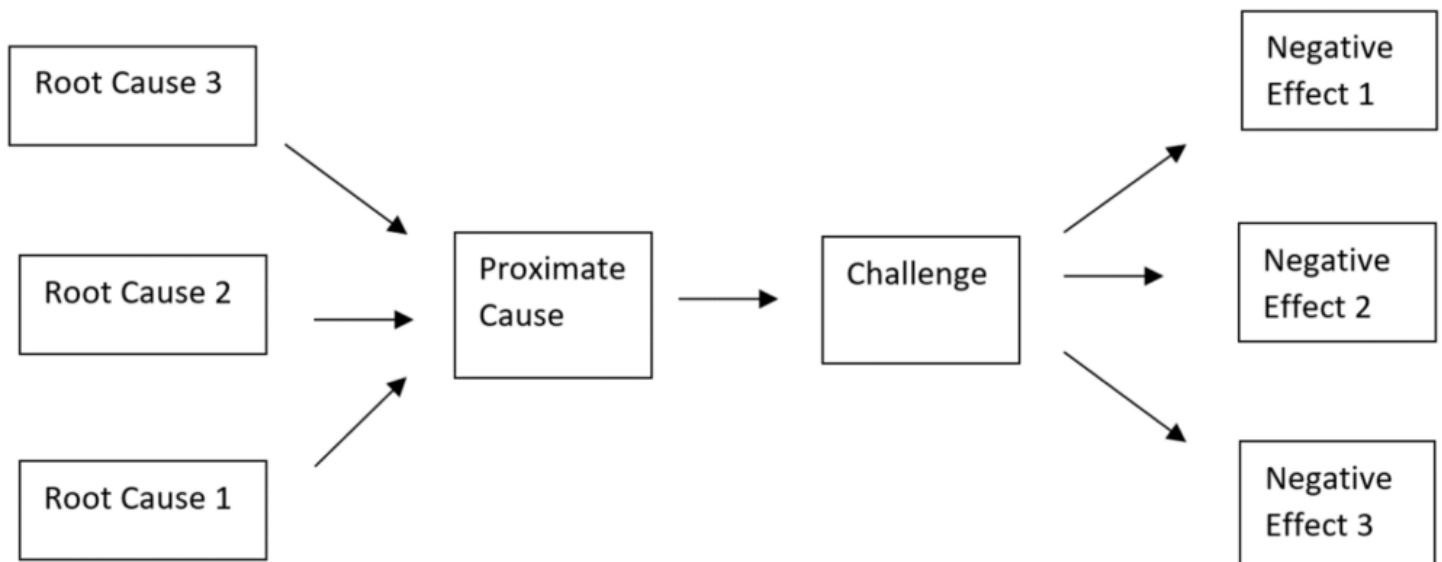 Root Cause 3
Root Cause 2
Root Cause 1
Proximate
Cause
Challenge
Negative
Effect 1
Negative
Effect 2
Negative
Effect 3